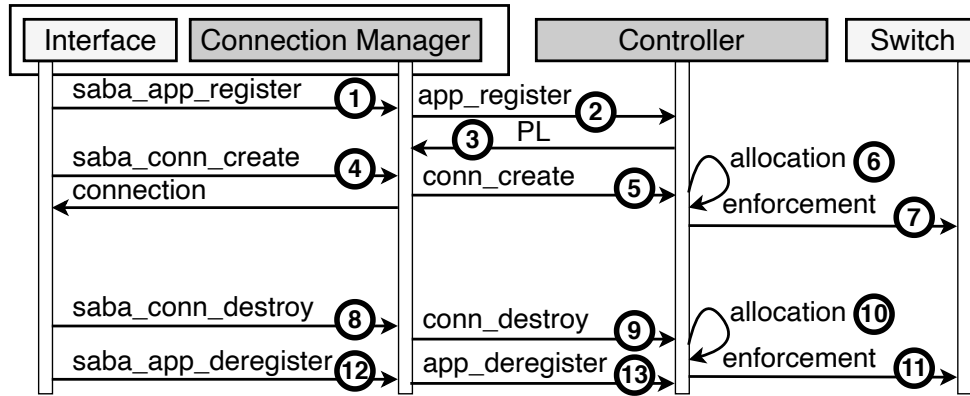 Interface Connection Manager Controller Switch
saba_app_register 1
app_register 2
3 PL
saba_conn_create 4
connection
conn_create 5
allocation 6
enforcement 7
saba_conn_destroy 8
conn_destroy 9
allocation 10
enforcement 11
saba_app_deregister 12
app_deregister 13